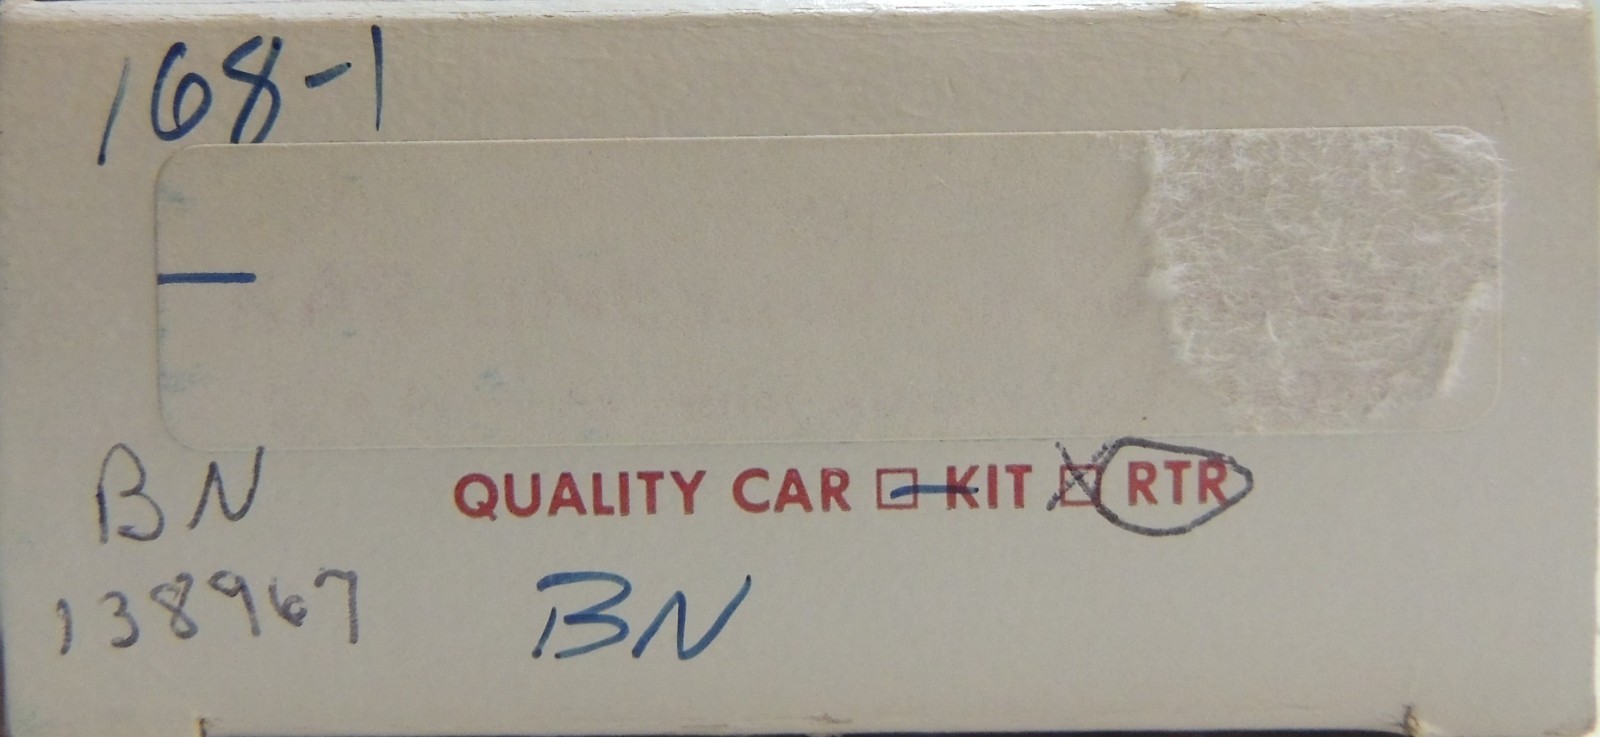 168-1
BN
QUALITY CAR KIT RTR
138967
BN